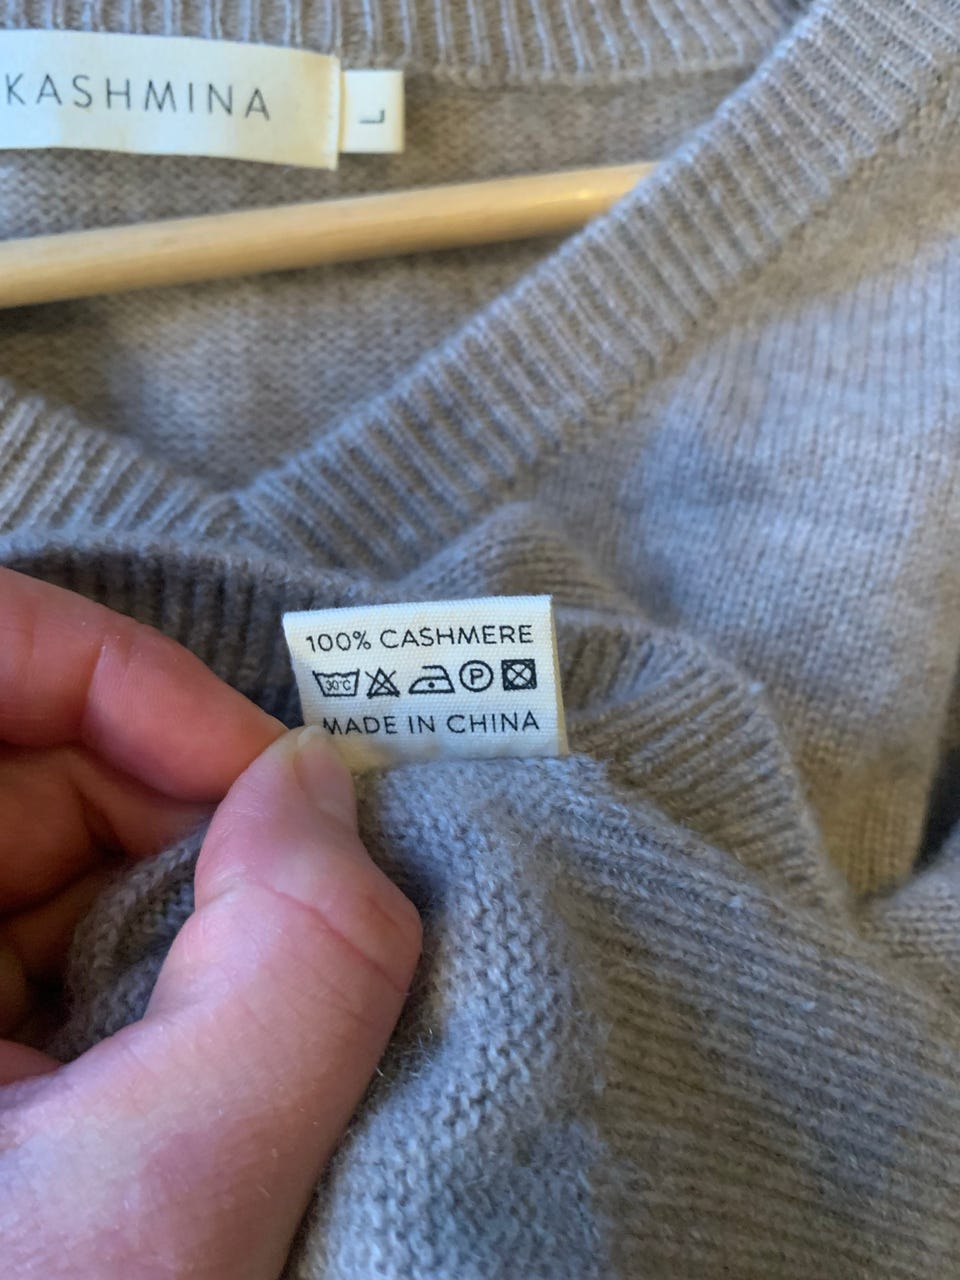 KASHMINA
L
100% CASHMERE
30°C P
MADE IN CHINA